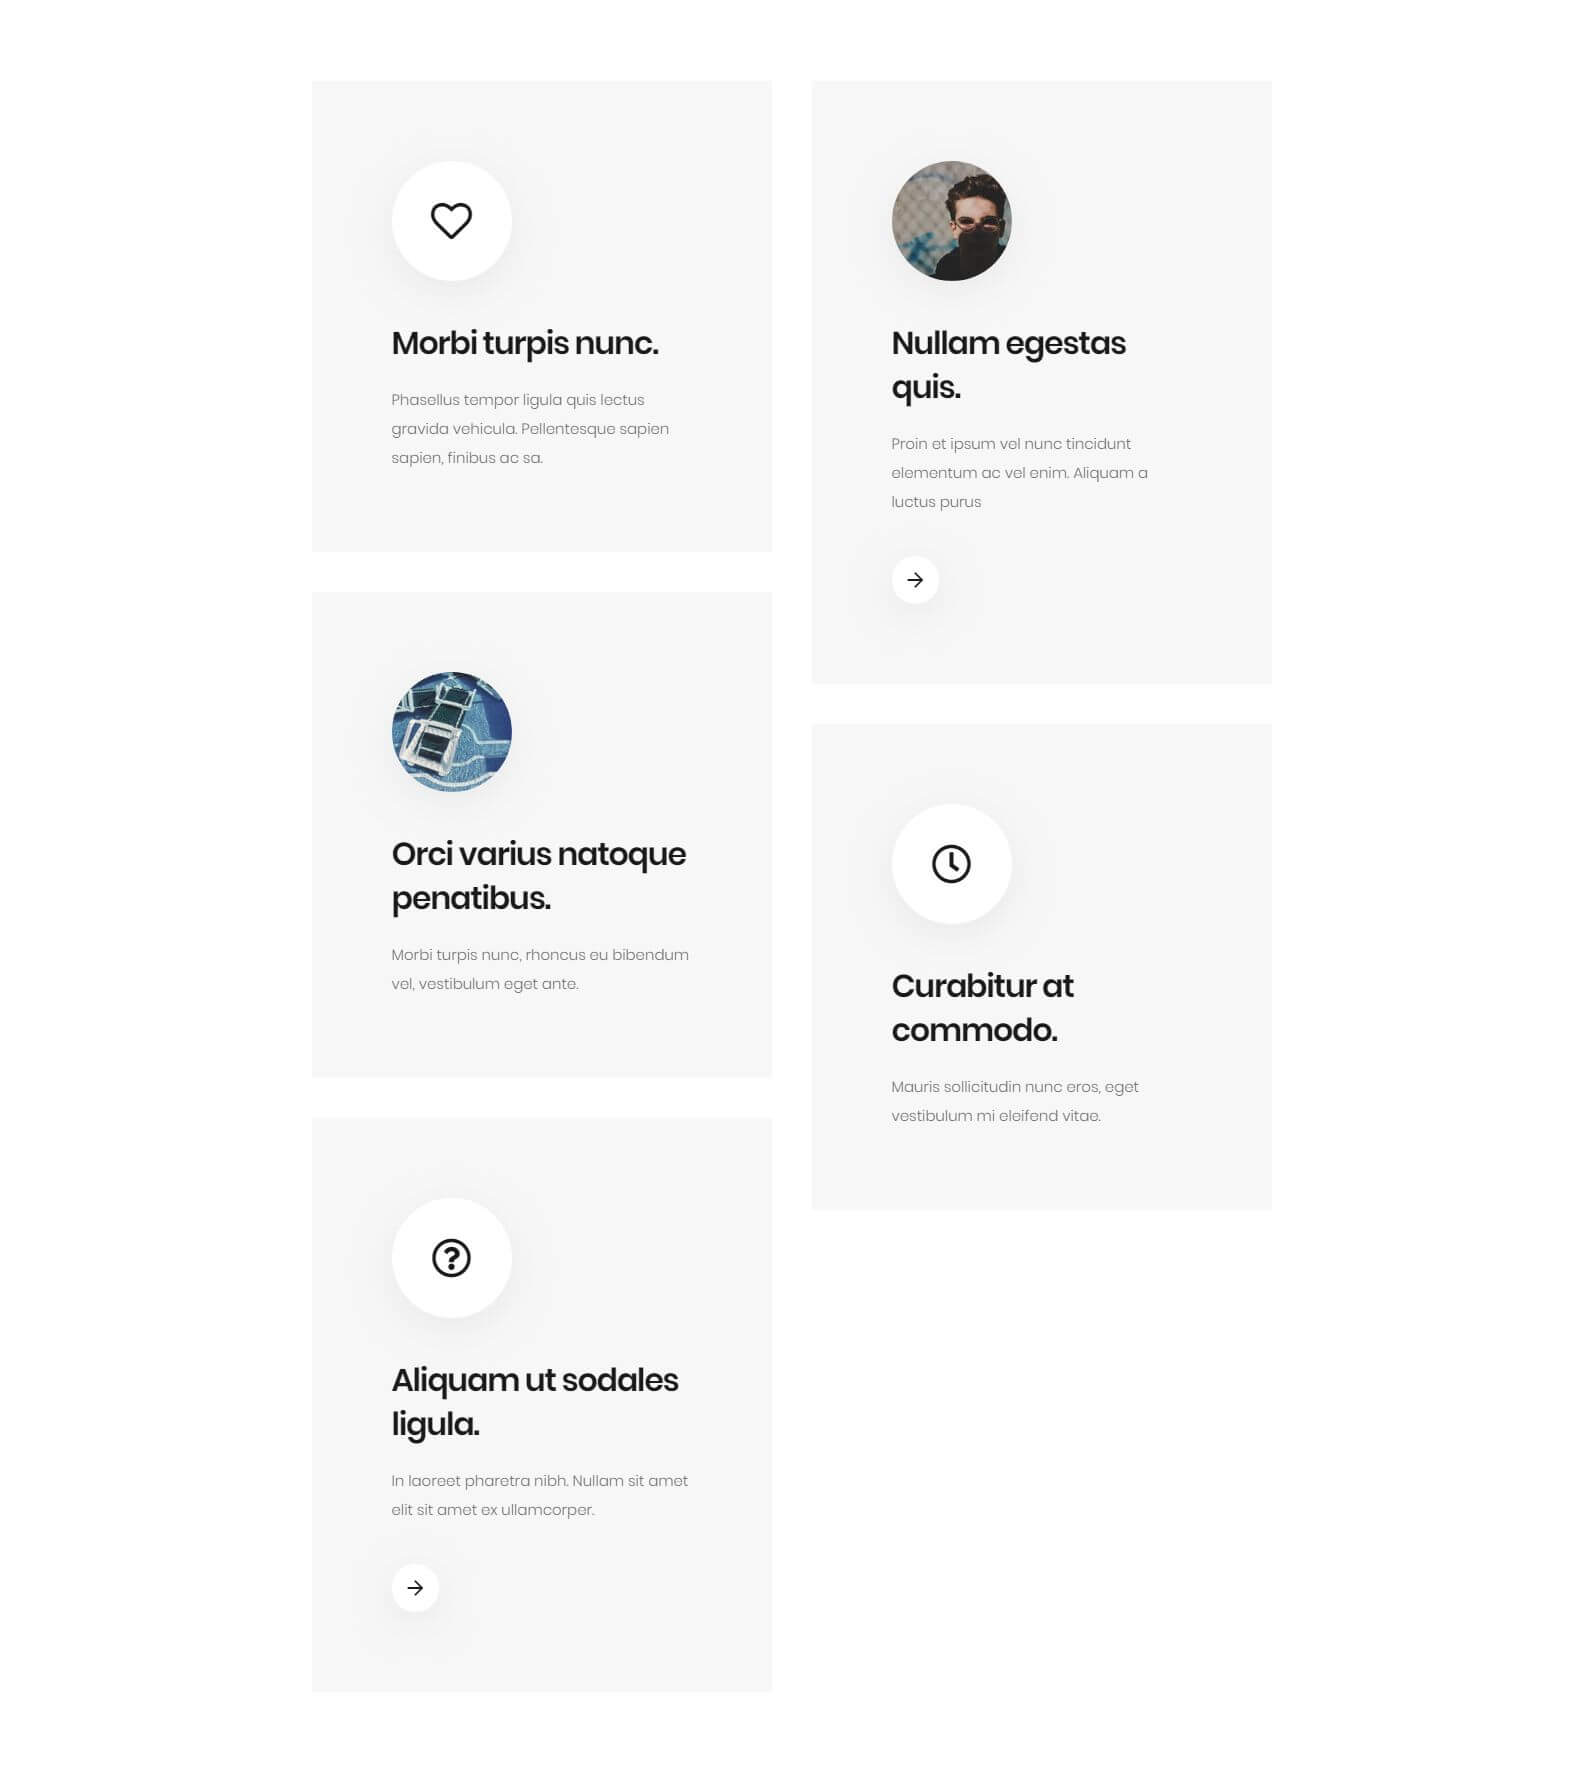 Morbi turpis nunc.
Phasellus tempor ligula quis lectus
gravida vehicula. Pellentesque sapien
sapien, finibus ac sa.
Nullam egestas
quis.
Proin et ipsum vel nunc tincidunt
elementum ac vel enim. Aliquam a
luctus purus
Orci varius natoque
penatibus.
Morbi turpis nunc, rhoncus eu bibendum
vel, vestibulum eget ante.
Curabitur at
commodo.
Mauris sollicitudin nunc eros, eget
vestibulum mi eleifend vitae.
Aliquam ut sodales
ligula.
In laoreet pharetra nibh. Nullam sit amet
elit sit amet ex ullamcorper.